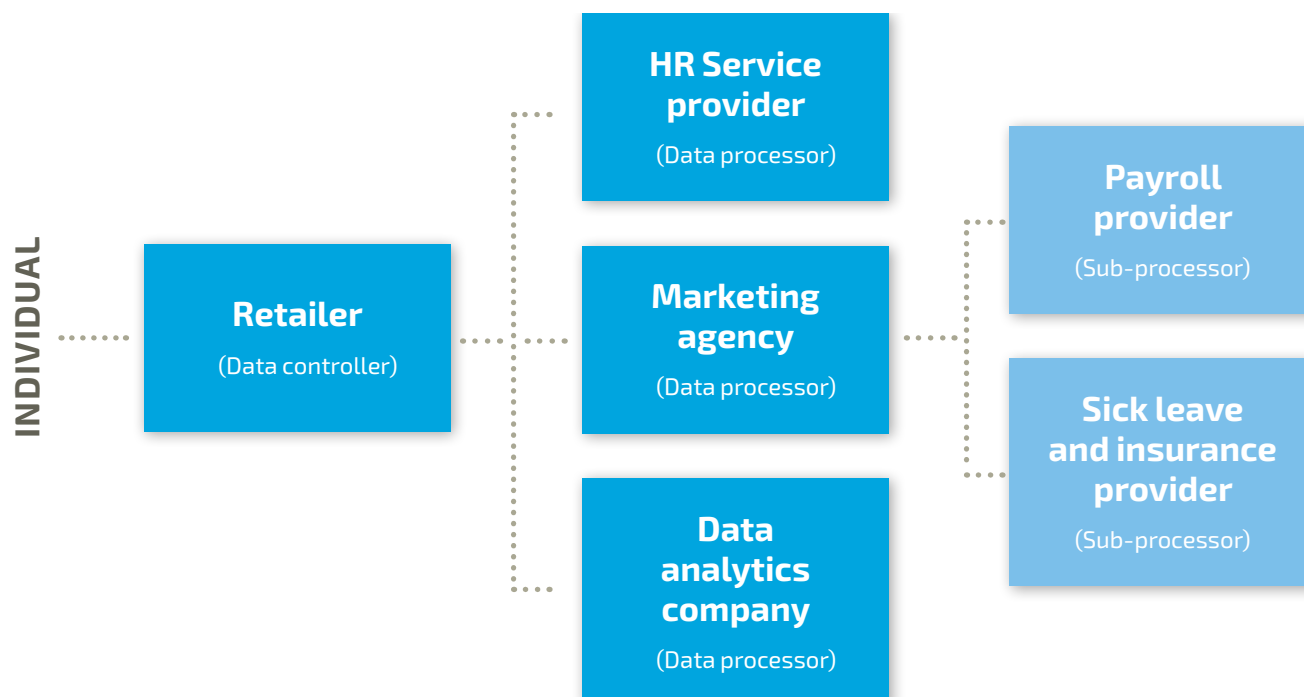 INDIVIDUAL
Retailer
(Data controller)
HR Service
provider
(Data processor)
Marketing
agency
(Data processor)
Data
analytics
company
(Data processor)
Payroll
provider
(Sub-processor)
Sick leave
and insurance
provider
(Sub-processor)